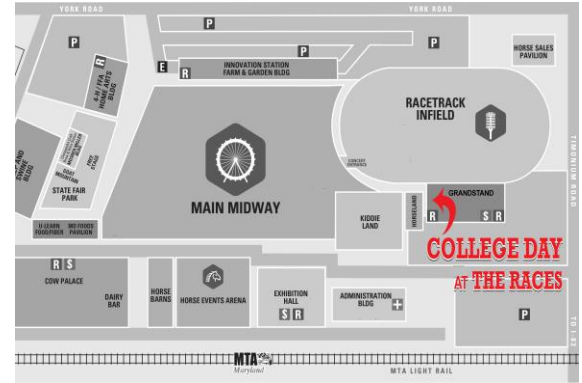 YORK ROAD
YORK ROAD
P
P
P
P
HORSE SALES
PAVILION
R
4-H / FFA
HOME ARTS
BLDG
E
R
INNOVATION STATION
FARM & GARDEN BLDG
RACETRACK
INFIELD
TIMONIUM ROAD
SWINE
BLDG
GOAT
MOUNTAIN
FREE
STAGE
STATE FAIR
PARK
CONCERT
ENTRANCE
MAIN MIDWAY
KIDDIE
LAND
HORSELAND
GRANDSTAND
R
S R
U-LEARN
FOOD/FIBER
MD FOODS
PAVILION
COLLEGE DAY
AT THE RACES
R S
COW PALACE
DAIRY
BAR
HORSE
BARNS
HORSE EVENTS ARENA
EXHIBITION
HALL
S R
ADMINISTRATION
BLDG
P
TO I-83
MTA
Maryland
MTA LIGHT RAIL